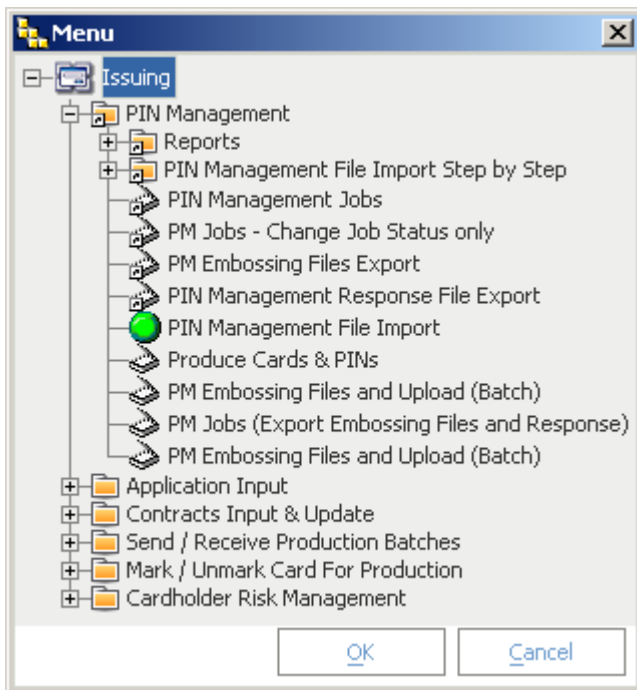 Menu
Issuing
PIN Management
Reports
PIN Management File Import Step by Step
PIN Management Jobs
PM Jobs - Change Job Status only
PM Embossing Files Export
PIN Management Response File Export
PIN Management File Import
Produce Cards & PINs
PM Embossing Files and Upload (Batch)
PM Jobs (Export Embossing Files and Response)
PM Embossing Files and Upload (Batch)
Application Input
Contracts Input & Update
Send / Receive Production Batches
Mark / Unmark Card For Production
Cardholder Risk Management
OK Cancel